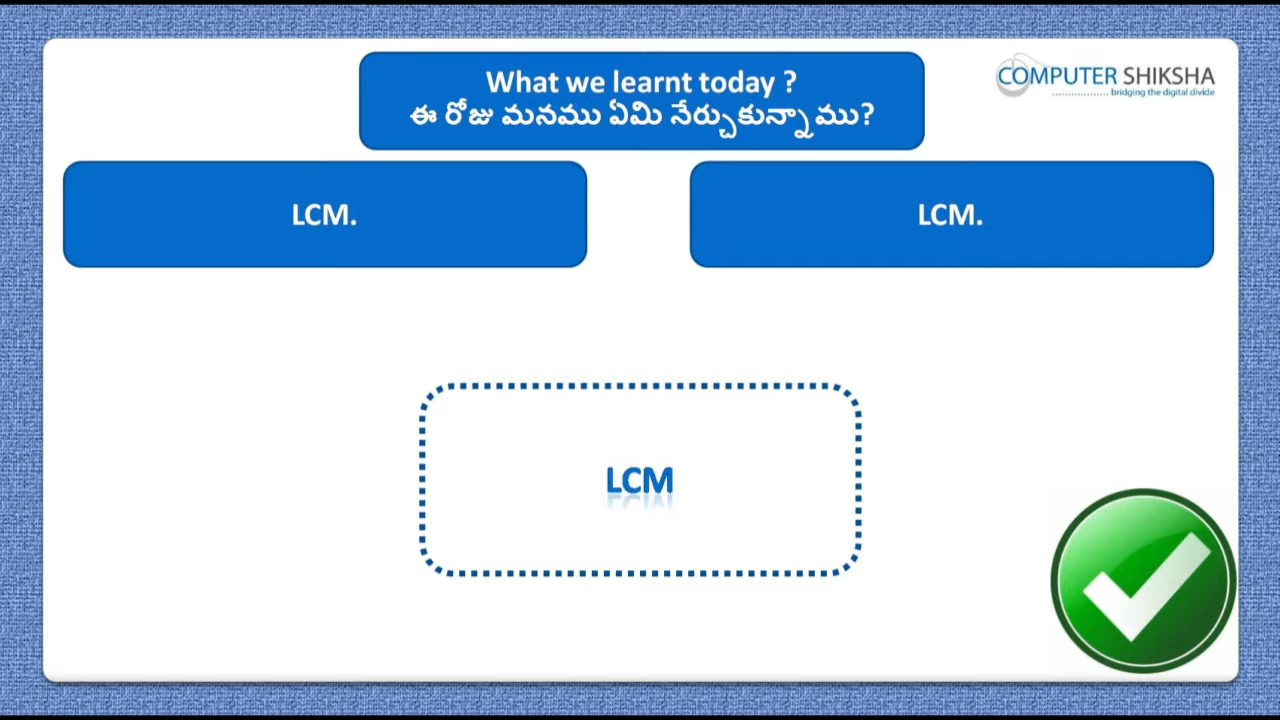 What we learnt today ?
ఈ రోజు మనము ఏమి నేర్చుకున్నాము?
COMPUTER SHIKSHA
bridging the digital divide
LCM.
LCM.
LCM